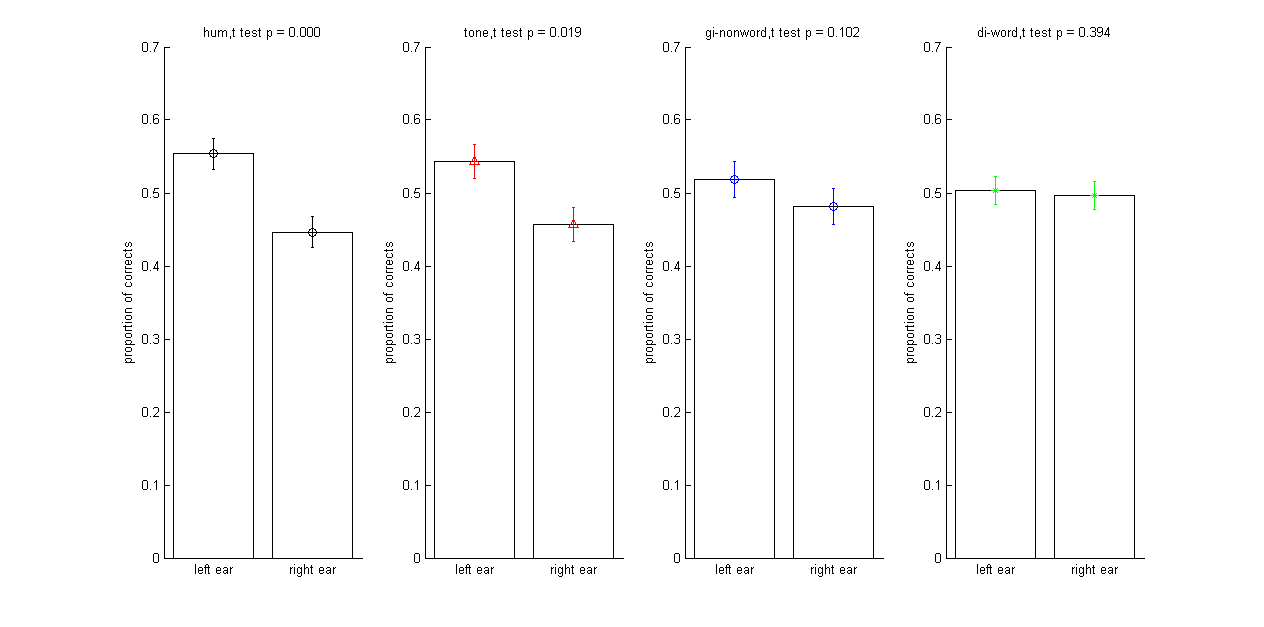 hum,t test p = 0.000
0.7
0.6
0.5
0.4
0.3
0.2
0.1
0
proportion of corrects
left ear
right ear
tone,t test p = 0.019
0.7
0.6
0.5
0.4
0.3
0.2
0.1
0
proportion of corrects
left ear
right ear
gi-nonword,t test p = 0.102
0.7
0.6
0.5
0.4
0.3
0.2
0.1
0
proportion of corrects
left ear
right ear
di-word,t test p = 0.394
0.7
0.6
0.5
0.4
0.3
0.2
0.1
0
proportion of corrects
left ear
right ear